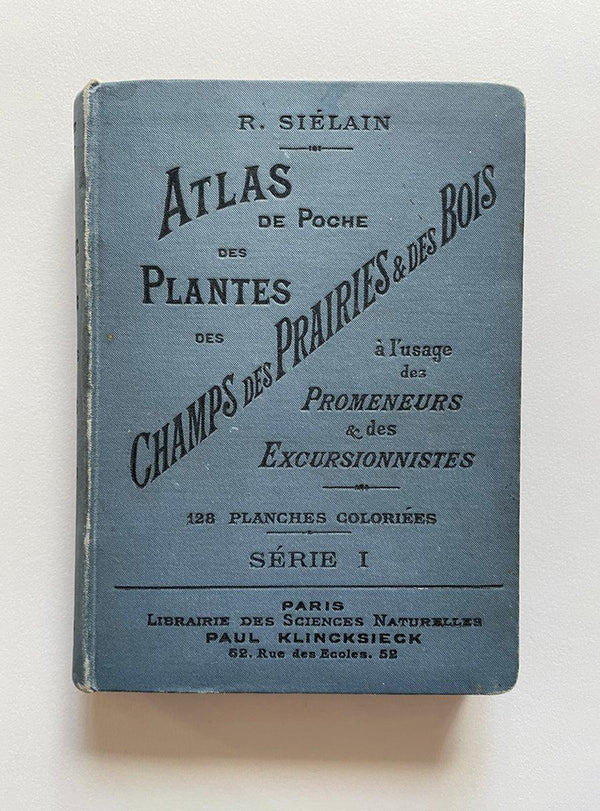 R. SIÉLAIN
ATLAS
DE POCHE
DES
PLANTES
DES
CHAMPS DES PRAIRIES & DES BOIS
à l'usage
des
PROMENEURS
& des
EXCURSIONNISTES
128 PLANCHES COLORIÉES
SÉRIE I
PARIS
LIBRAIRIE DES SCIENCES NATURELLES
PAUL KLINCKSIECK
52. Rue des Ecoles. 52